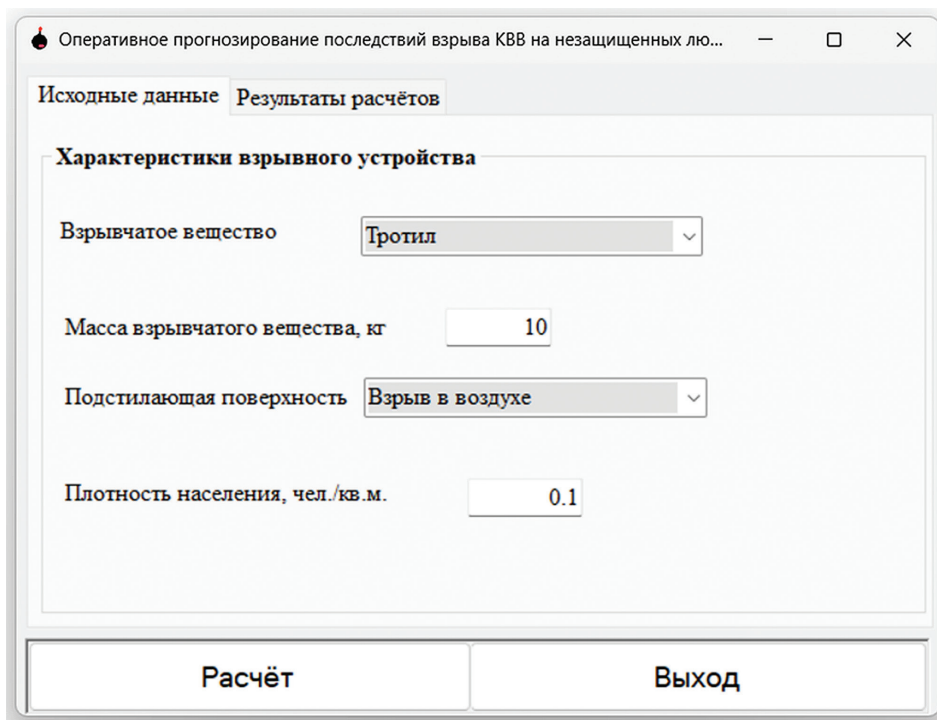 Оперативное прогнозирование последствий взрыва КВВ на незащищенных лю...
Исходные данные Результаты расчётов
Характеристики взрывного устройства
Взрывчатое вещество Тротил
Масса взрывчатого вещества, кг 10
Подстилающая поверхность Взрыв в воздухе
Плотность населения, чел./кв.м. 0.1
Расчёт Выход